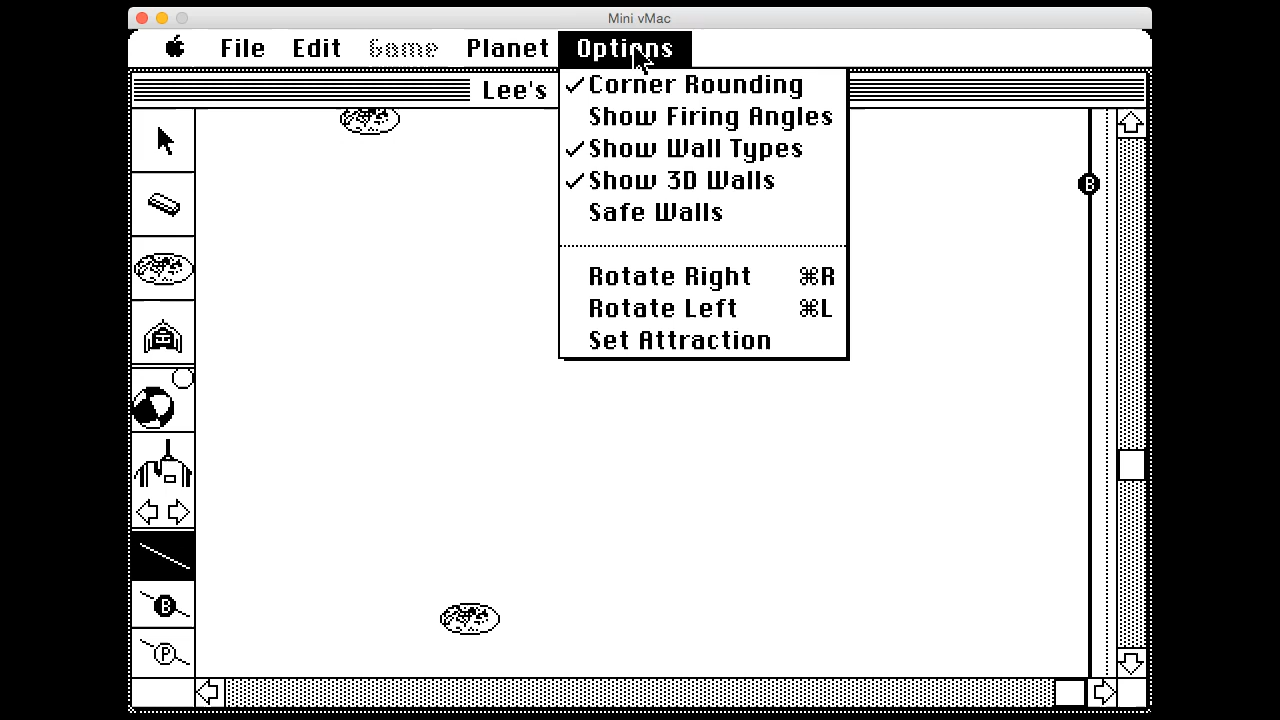 Mini vMac
File Edit Game Planet Options
Lee's
✓Corner Rounding
Show Firing Angles
✓Show Wall Types
✓Show 3D Walls
Safe Walls
Rotate Right ⌘R
Rotate Left ⌘L
Set Attraction
B
B
P